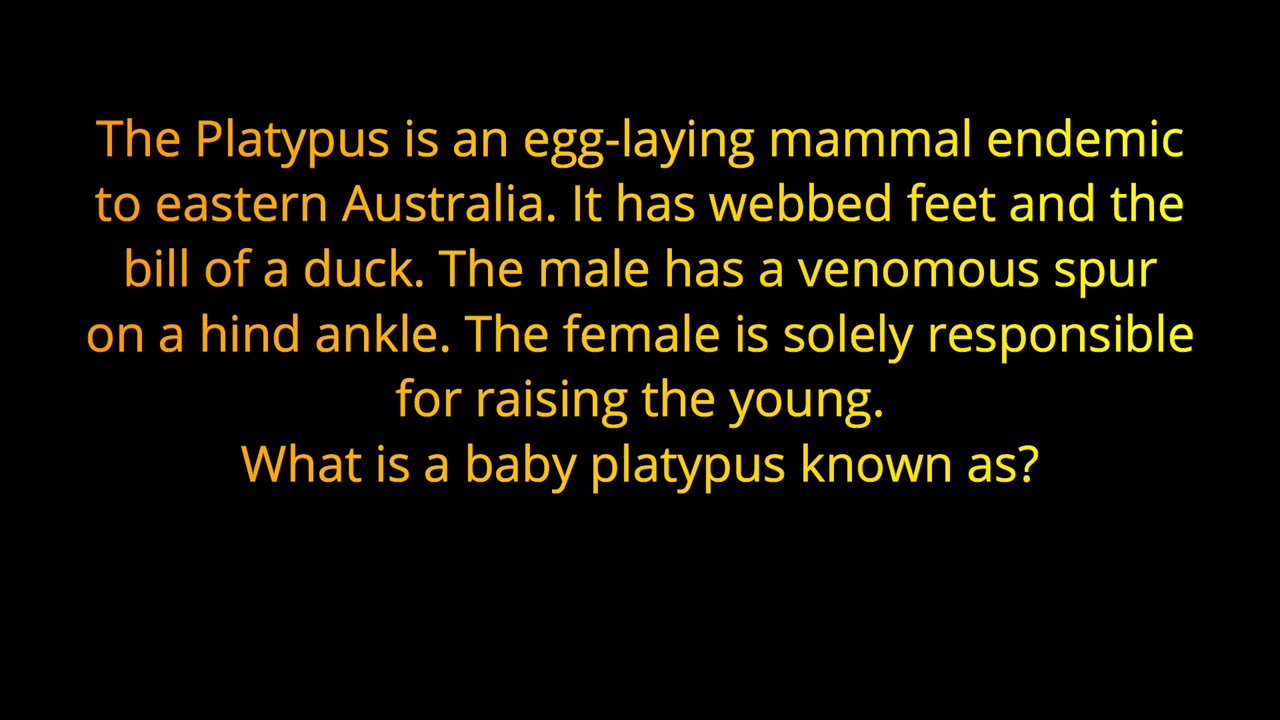 The Platypus is an egg-laying mammal endemic
to eastern Australia. It has webbed feet and the
bill of a duck. The male has a venomous spur
on a hind ankle. The female is solely responsible
for raising the young.
What is a baby platypus known as?